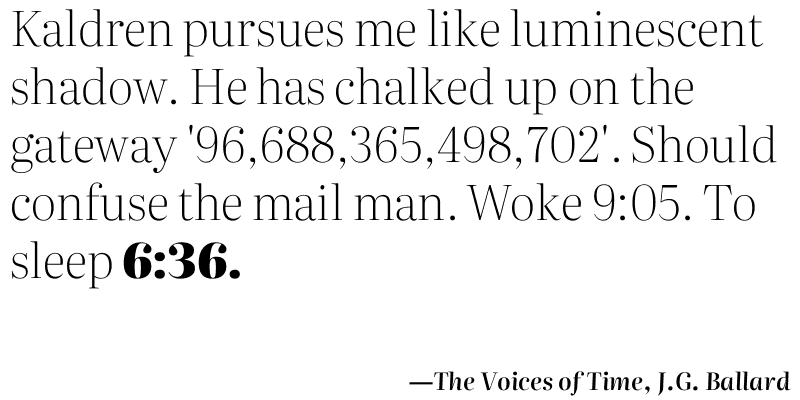 Kaldren pursues me like luminescent
shadow. He has chalked up on the
gateway '96,688,365,498,702'. Should
confuse the mail man. Woke 9:05. To
sleep 6:36.
—The Voices of Time, J.G. Ballard